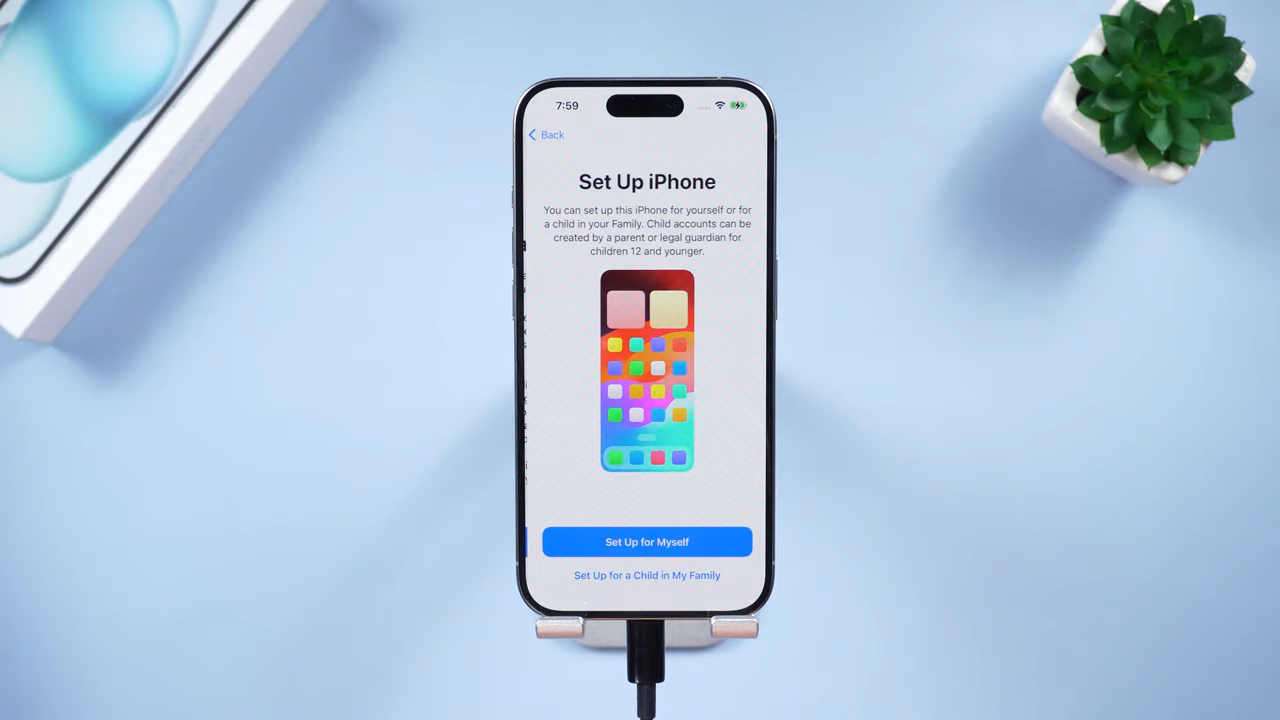 7:59
Back
Set Up iPhone
You can set up this iPhone for yourself or for
a child in your Family. Child accounts can be
created by a parent or legal guardian for
children 12 and younger.
Set Up for Myself
Set Up for a Child in My Family